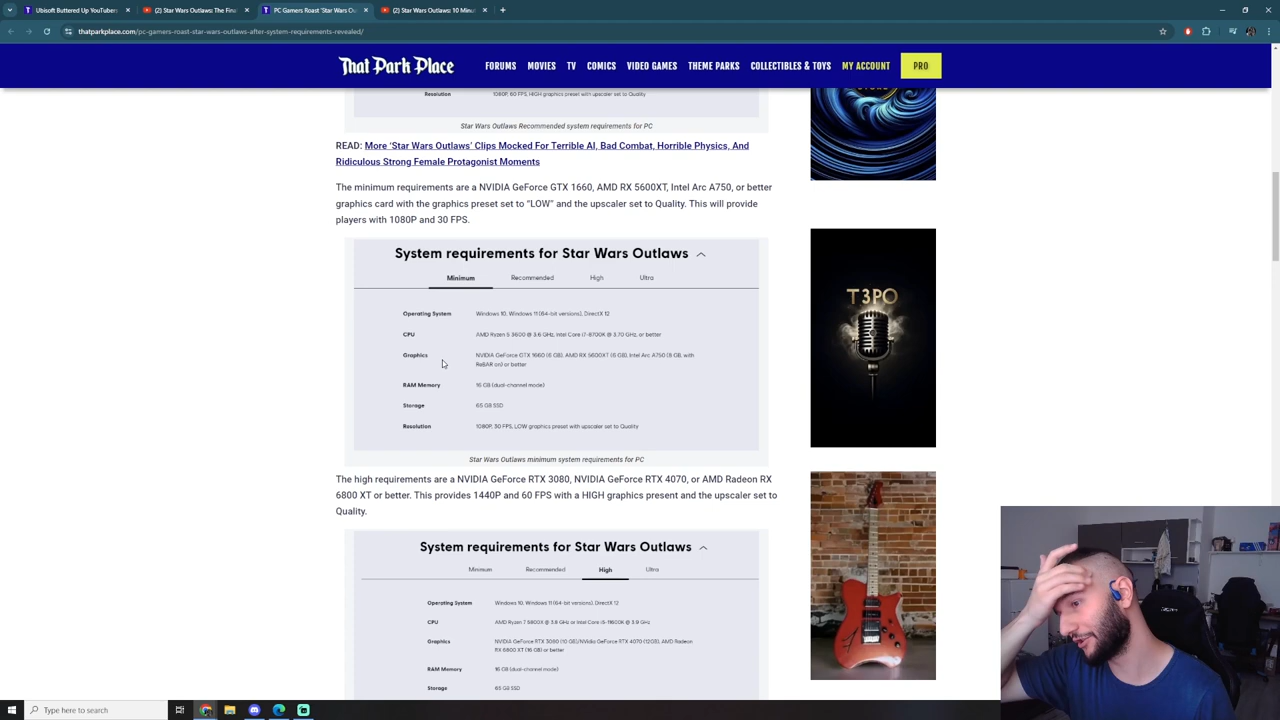 Ubisoft Buttered Up YouTubers
(2) Star Wars Outlaws: The Fina
PC Gamers Roast 'Star Wars Ou
(2) Star Wars Outlaws: 10 Minut
thatparkplace.com/pc-gamers-roast-star-wars-outlaws-after-system-requirements-revealed/
That Park Place
FORUMS MOVIES TV COMICS VIDEO GAMES THEME PARKS COLLECTIBLES & TOYS MY ACCOUNT PRO
Resolution 1080P, 60 FPS, HIGH graphics preset with upscaler set to Quality
Star Wars Outlaws Recommended system requirements for PC
READ: More ‘Star Wars Outlaws’ Clips Mocked For Terrible AI, Bad Combat, Horrible Physics, And
Ridiculous Strong Female Protagonist Moments
The minimum requirements are a NVIDIA GeForce GTX 1660, AMD RX 5600XT, Intel Arc A750, or better
graphics card with the graphics preset set to “LOW” and the upscaler set to Quality. This will provide
players with 1080P and 30 FPS.
System requirements for Star Wars Outlaws
Minimum Recommended High Ultra
Operating System Windows 10, Windows 11 (64-bit versions), DirectX 12
CPU AMD Ryzen 5 3600 @ 3.6 GHz, Intel Core i7-8700K @ 3.70 GHz, or better
Graphics NVIDIA GeForce GTX 1660 (6 GB), AMD RX 5600XT (6 GB), Intel Arc A750 (8 GB, with
ReBAR on) or better
RAM Memory 16 GB (dual-channel mode)
Storage 65 GB SSD
Resolution 1080P, 30 FPS, LOW graphics preset with upscaler set to Quality
Star Wars Outlaws minimum system requirements for PC
The high requirements are a NVIDIA GeForce RTX 3080, NVIDIA GeForce RTX 4070, or AMD Radeon RX
6800 XT or better. This provides 1440P and 60 FPS with a HIGH graphics present and the upscaler set to
Quality.
System requirements for Star Wars Outlaws
Minimum Recommended High Ultra
Operating System Windows 10, Windows 11 (64-bit versions), DirectX 12
CPU AMD Ryzen 7 5800X @ 3.8 GHz or Intel Core i5-11600K @ 3.9 GHz
Graphics NVIDIA GeForce RTX 3080 (10 GB)/NVidia GeForce RTX 4070 (12GB), AMD Radeon
RX 6800 XT (16 GB) or better
RAM Memory 16 GB (dual-channel mode)
Storage 65 GB SSD
T3PO
Type here to search